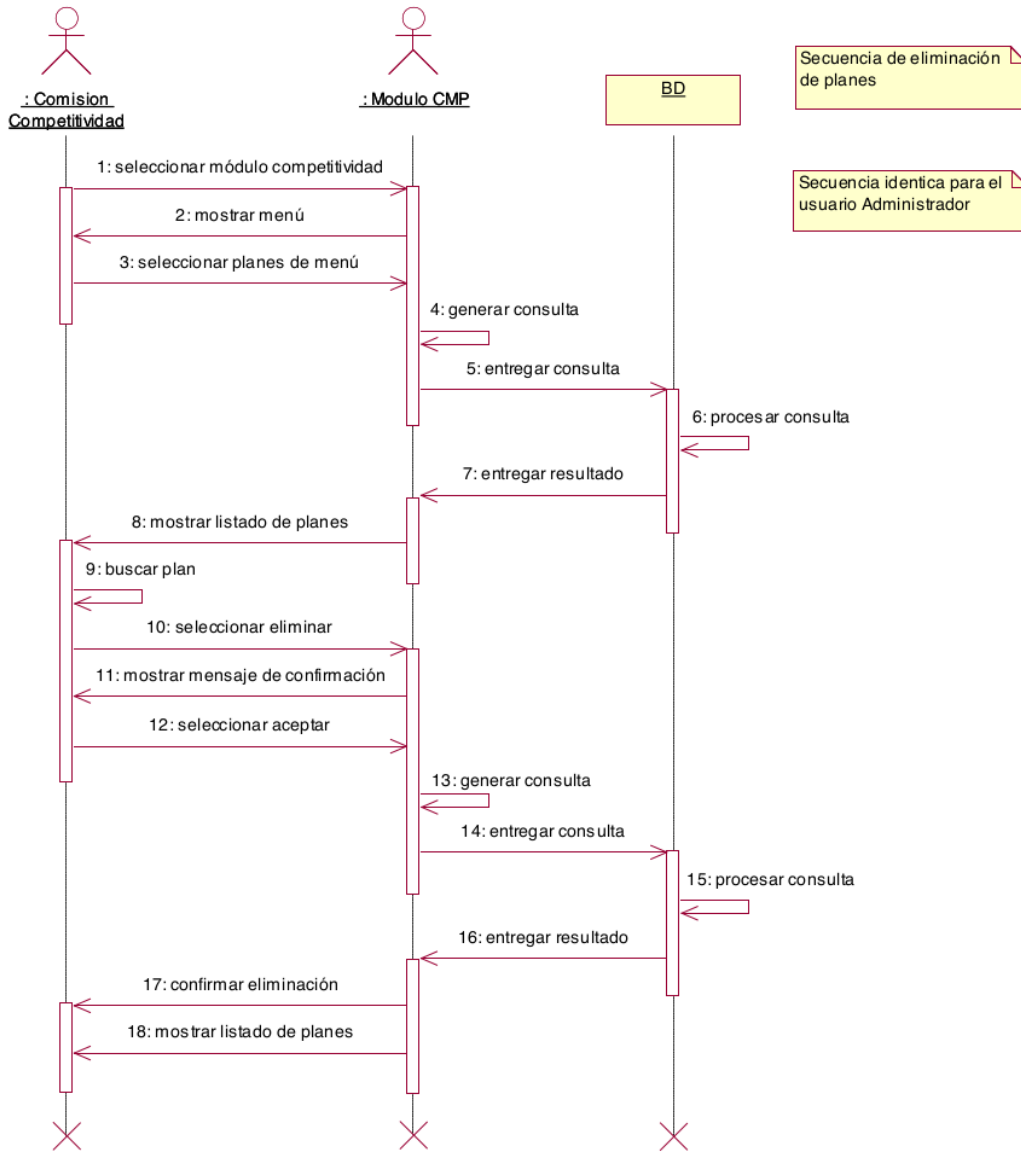 : Comision
Competitividad
: Modulo CMP
BD
Secuencia de eliminación
de planes
Secuencia identica para el
usuario Administrador
1: seleccionar módulo competitividad
2: mostrar menú
3: seleccionar planes de menú
4: generar consulta
5: entregar consulta
6: procesar consulta
7: entregar resultado
8: mostrar listado de planes
9: buscar plan
10: seleccionar eliminar
11: mostrar mensaje de confirmación
12: seleccionar aceptar
13: generar consulta
14: entregar consulta
15: procesar consulta
16: entregar resultado
17: confirmar eliminación
18: mostrar listado de planes